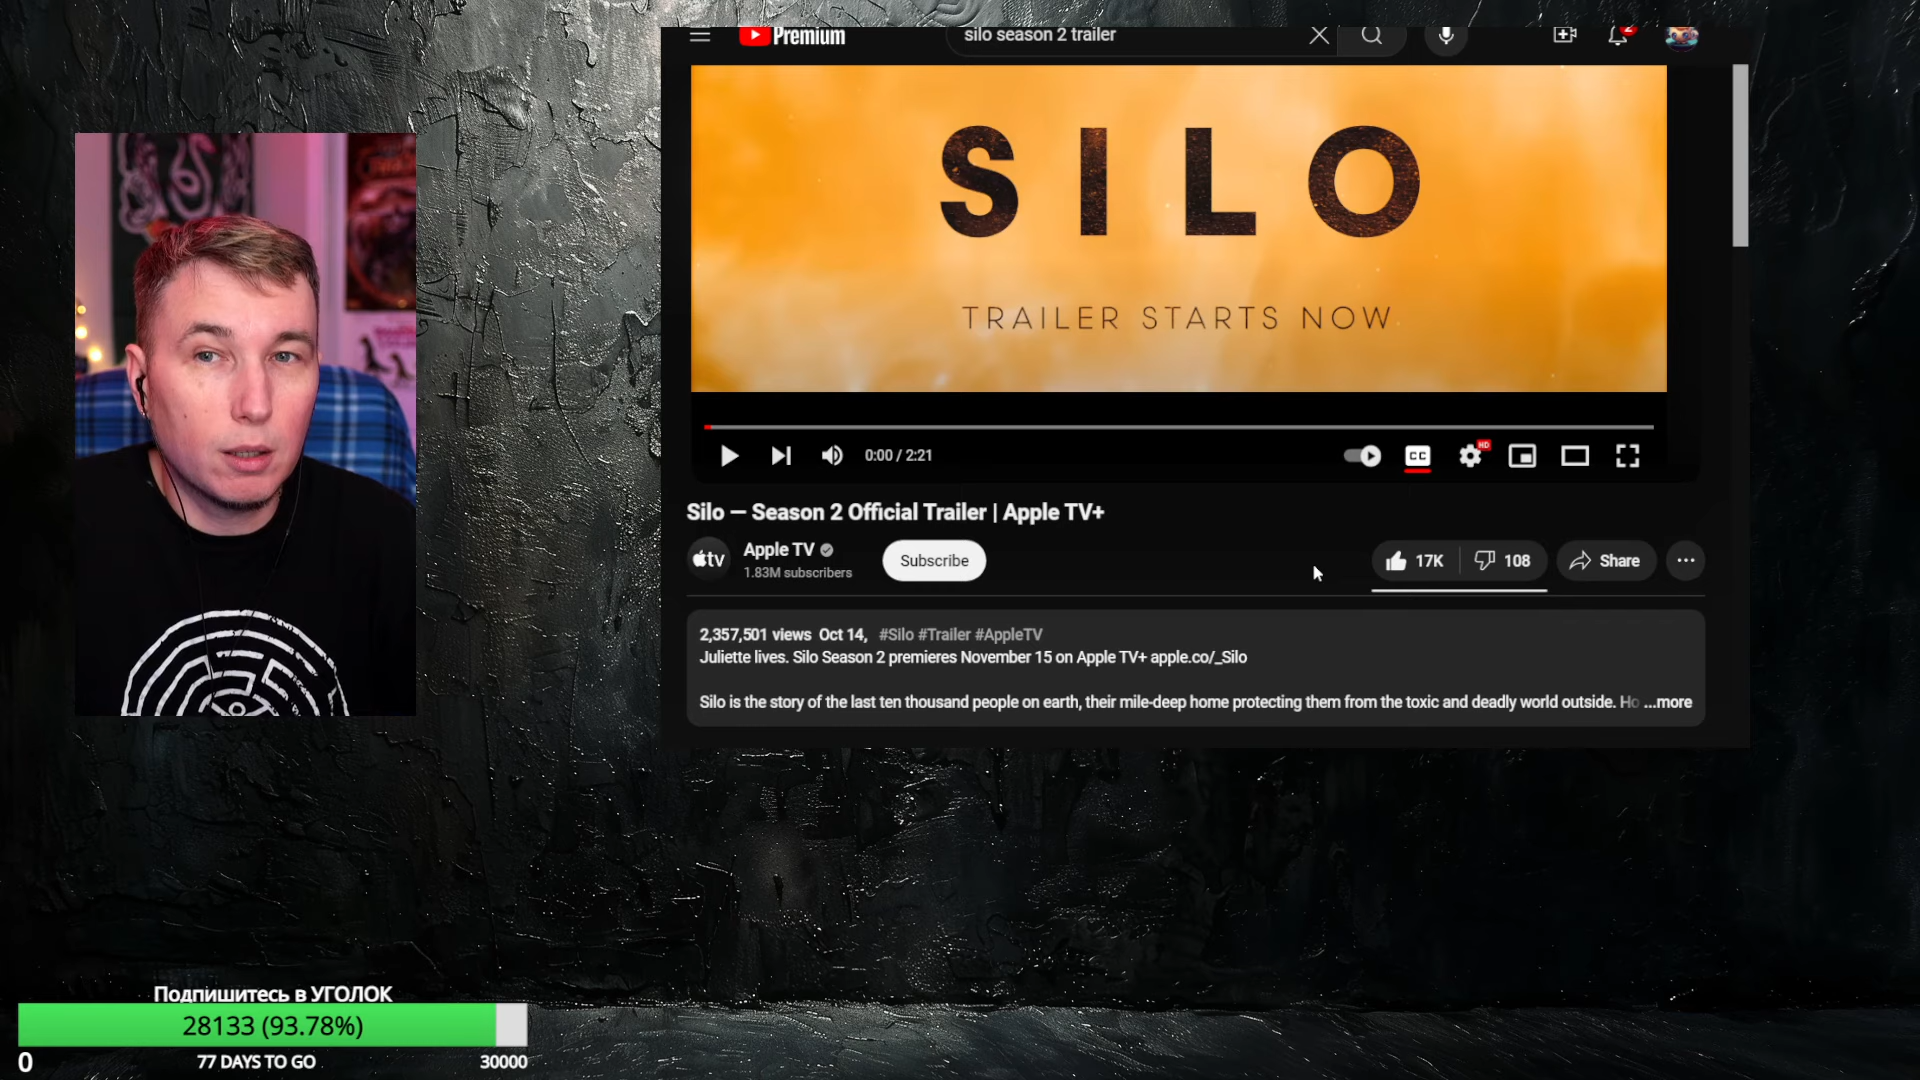 Premium
silo season 2 trailer
2
SILO
TRAILER STARTS NOW
0:00 / 2:21
CC
HD
Silo — Season 2 Official Trailer | Apple TV+
tv
Apple TV
1.83M subscribers
Subscribe
17K
108
Share
2,357,501 views Oct 14, #Silo #Trailer #AppleTV
Juliette lives. Silo Season 2 premieres November 15 on Apple TV+ apple.co/_Silo
Silo is the story of the last ten thousand people on earth, their mile-deep home protecting them from the toxic and deadly world outside. Ho ...more
Подпишитесь в УГОЛОК
28133 (93.78%)
0 77 DAYS TO GO 30000